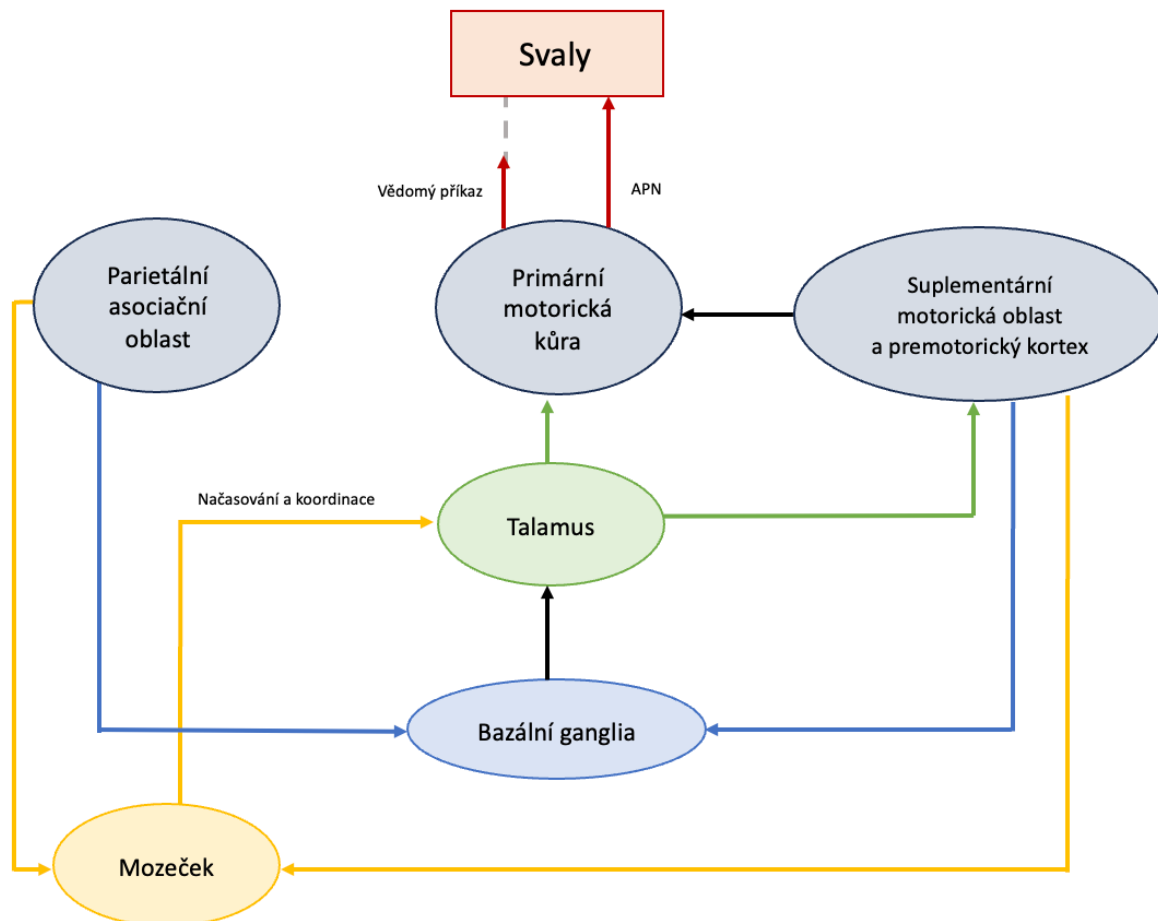 Svaly
Vědomý příkaz
APN
Parietální
asociační
oblast
Primární
motorická
kůra
Suplementární
motorická oblast
a premotorický kortex
Načasování a koordinace
Talamus
Bazální ganglia
Mozeček